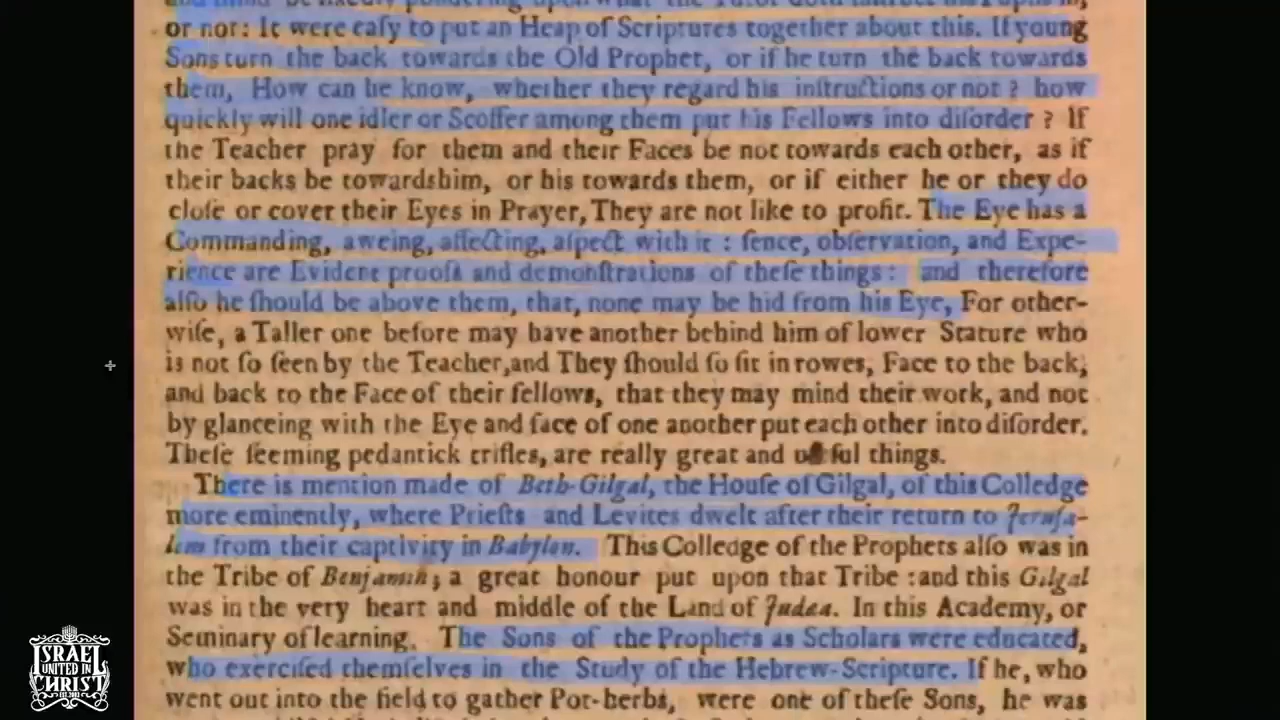 or not: It were easy to put an Heap of Scriptures together about this. If young
Sons turn the back towards the Old Prophet, or if he turn the back towards
them, How can he know, whether they regard his inſtructions or not ? how
quickly will one idler or Scoffer among them put his Fellows into diſorder ? If
the Teacher pray for them and their Faces be not towards each other, as if
their backs be towardshim, or his towards them, or if either he or they do
cloſe or cover their Eyes in Prayer, They are not like to profit. The Eye has a
Commanding, aweing, affecting, aſpect with it : ſence, obſervation, and Expe-
rience are Evident proofs and demonſtrations of theſe things : and therefore
alſo he ſhould be above them, that, none may be hid from his Eye, For other-
wiſe, a Taller one before may have another behind him of lower Stature who
is not ſo ſeen by the Teacher,and They ſhould ſo ſit in rowes, Face to the back,
and back to the Face of their fellows, that they may mind their work, and not
by glanceing with the Eye and face of one another put each other into diſorder.
Theſe ſeeming pedantick trifles, are really great and things.
There is mention made of Beth-Gilgal, the Houſe of Gilgal, of this Colledge
more eminently, where Prieſts and Levites dwelt after their return to Jeruſa-
lem from their captivity in Babylon. This Colledge of the Prophets alſo was in
the Tribe of Benjamin; a great honour put upon that Tribe : and this Gilgal
was in the very heart and middle of the Land of Judea. In this Academy, or
Seminary of learning. The Sons of the Prophets as Scholars were educated,
who exerciſed themſelves in the Study of the Hebrew-Scripture. If he, who
went out into the field to gather Pot-herbs, were one of theſe Sons, he was
ISRAEL
UNITED IN
CHRIST